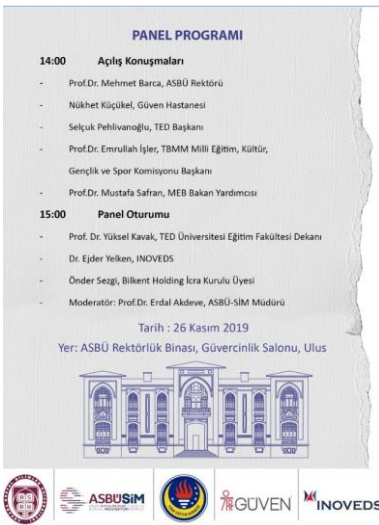 PANEL PROGRAMI
14:00 Açılış Konuşmaları
- Prof.Dr. Mehmet Barca, ASBÜ Rektörü
- Nükhet Küçükel, Güven Hastanesi
- Selçuk Pehlivanoğlu, TED Başkanı
- Prof.Dr. Emrullah İşler, TBMM Milli Eğitim, Kültür,
Gençlik ve Spor Komisyonu Başkanı
- Prof.Dr. Mustafa Safran, MEB Bakan Yardımcısı
15:00 Panel Oturumu
- Prof. Dr. Yüksel Kavak, TED Üniversitesi Eğitim Fakültesi Dekanı
- Dr. Ejder Yelken, INOVEDS
- Önder Sezgi, Bilkent Holding İcra Kurulu Üyesi
- Moderatör: Prof.Dr. Erdal Akdeve, ASBÜ-SİM Müdürü
Tarih : 26 Kasım 2019
Yer: ASBÜ Rektörlük Binası, Güvercinlik Salonu, Ulus
ASBÜSİM
GÜVEN
INOVEDS